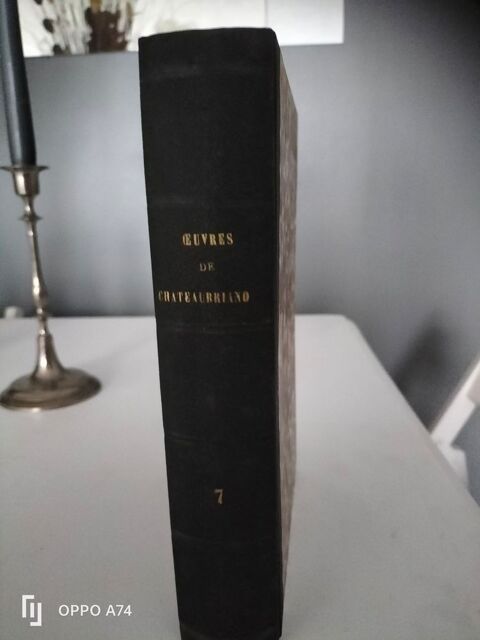 ŒUVRES
DE
CHATEAUBRIAND
7
OPPO A74